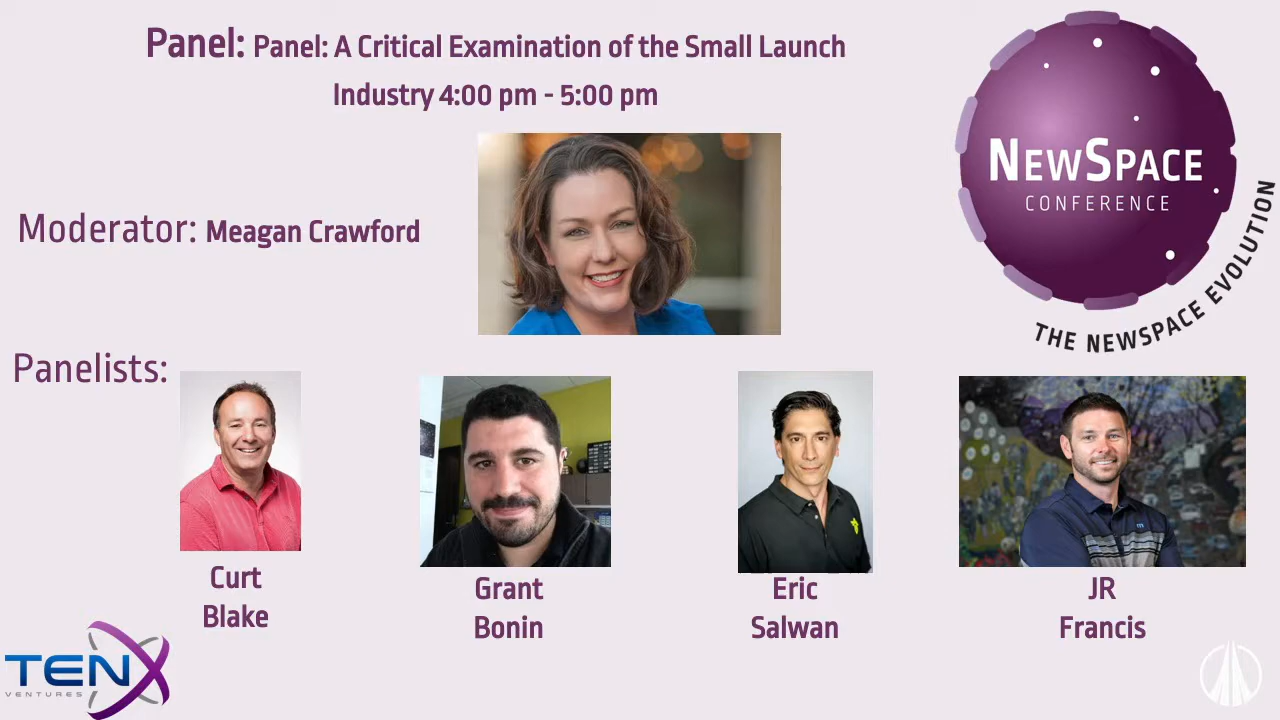 Panel: Panel: A Critical Examination of the Small Launch
Industry 4:00 pm - 5:00 pm
NEWSPACE
CONFERENCE
THE NEWSPACE EVOLUTION
Moderator: Meagan Crawford
Panelists:
Curt
Blake
Grant
Bonin
Eric
Salwan
JR
Francis
TENX
VENTURES